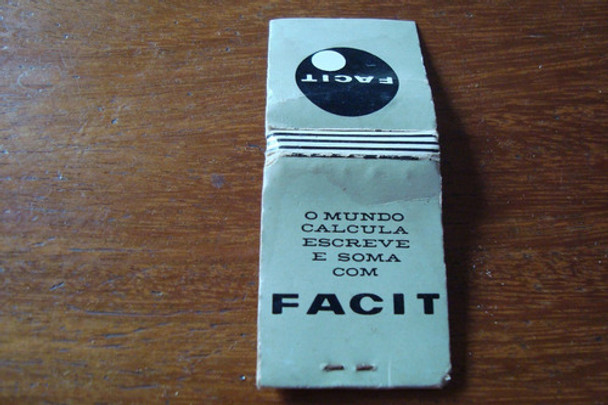 FACIT
O MUNDO
CALCULA
ESCREVE
E SOMA
COM
FACIT